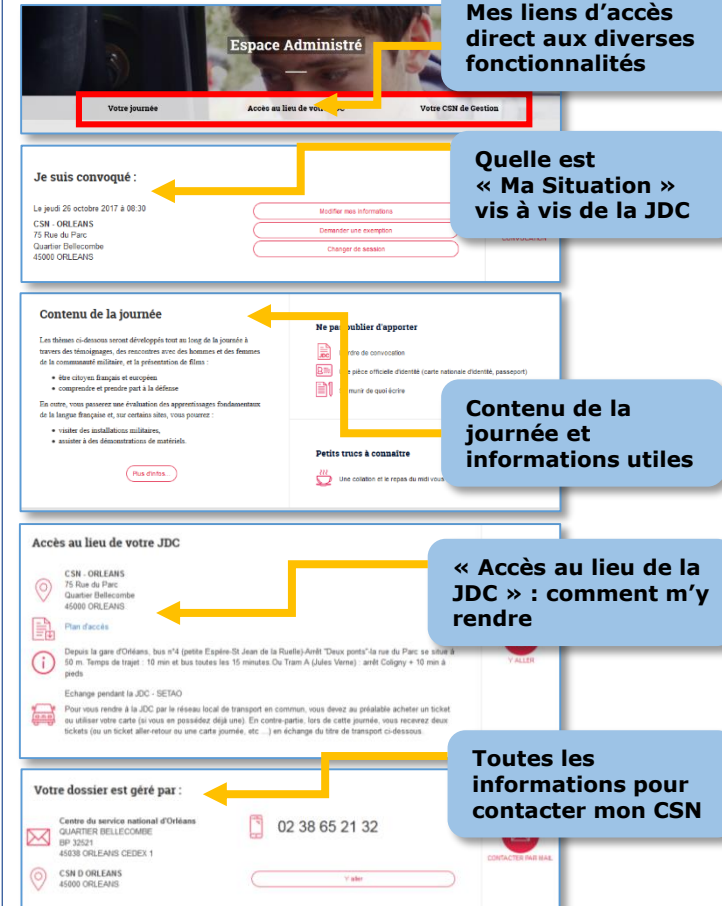 Mes liens d’accès
direct aux diverses
fonctionnalités
Espace Administré
Votre journée
Accès au lieu de
Votre CSN de Gestion
Quelle est
« Ma Situation »
vis à vis de la JDC
Je suis convoqué :
Le jeudi 26 octobre 2017 à 08:30
CSN - ORLEANS
75 Rue du Parc
Quartier Bellecombe
45000 ORLEANS
Modifier mes informations
Demander une exemption
Changer de session
CONVOCATION
Contenu de la journée
Les thèmes ci-dessous seront développés tout au long de la journée à
travers des témoignages, des rencontres avec des hommes et des femmes
de la communauté militaire, et la présentation de films :
• être citoyen français et européen
• comprendre et prendre part à la défense
En outre, vous passerez une évaluation des apprentissages fondamentaux
de la langue française et, sur certains sites, vous pourrez :
• visiter des installations militaires,
• assister à des démonstrations de matériels.
Plus d'infos...
Ne pas oublier d'apporter
JDC
ordre de convocation
pièce officielle d'identité (carte nationale d'identité, passeport)
munir de quoi écrire
Petits trucs à connaitre
Une collation et le repas du midi vous
Contenu de la
journée et
informations utiles
Accès au lieu de votre JDC
CSN - ORLEANS
75 Rue du Parc
Quartier Bellecombe
45000 ORLEANS
Plan d'accès
Depuis la gare d'Orléans, bus n°4 (petite Espère-St Jean de la Ruelle)-Arrêt "Deux ponts"-la rue du Parc se situe à
50 m. Temps de trajet : 10 min et bus toutes les 15 minutes. Ou Tram A (Jules Verne) : arrêt Coligny + 10 min à
pieds
Echange pendant la JDC - SETAO
Pour vous rendre à la JDC par le réseau local de transport en commun, vous devez au préalable acheter un ticket
ou utiliser votre carte (si vous en possédez déjà une). En contre-partie, lors de cette journée, vous recevrez deux
tickets (ou un ticket aller-retour ou une carte journée, etc ...) en échange du titre de transport ci-dessous.
Y ALLER
« Accès au lieu de la
JDC » : comment m’y
rendre
Votre dossier est géré par :
Centre du service national d'Orléans
QUARTIER BELLECOMBE
BP 32521
45038 ORLEANS CEDEX 1
CSN D ORLEANS
45000 ORLEANS
02 38 65 21 32
Y aller
CONTACTER PAR MAIL
Toutes les
informations pour
contacter mon CSN